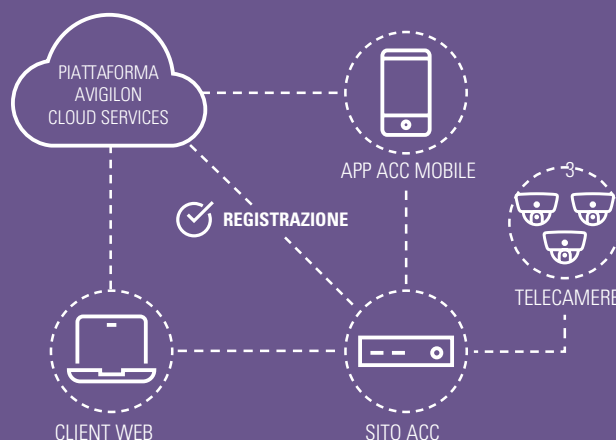 PIATTAFORMA
AVIGILON
CLOUD SERVICES
APP ACC MOBILE
3
REGISTRAZIONE
TELECAMERE
CLIENT WEB
SITO ACC